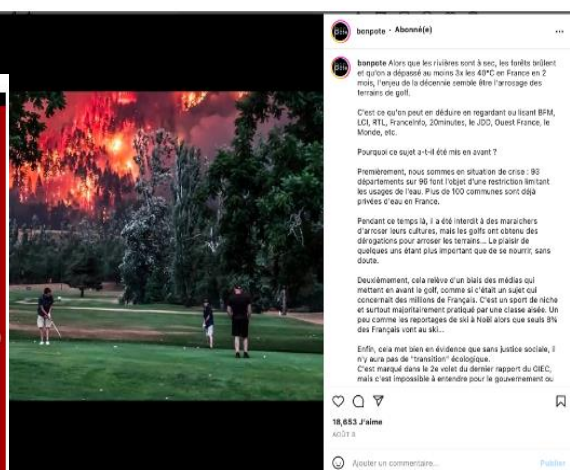 bonpote · Abonné(e)
bonpote Alors que les rivières sont à sec, les forêts brûlent
et qu'on a dépassé au moins 3x les 40°C en France en 2
mois, l'enjeu de la décennie semble être l'arrosage des
terrains de golf.
C'est ce qu'on peut en déduire en regardant ou lisant BFM,
LCI, RTL, FranceInfo, 20minutes, le JDD, Ouest France, le
Monde, etc.
Pourquoi ce sujet a-t-il été mis en avant ?
Premièrement, nous sommes en situation de crise : 93
départements sur 96 font l'objet d'une restriction limitant
les usages de l'eau. Plus de 100 communes sont déjà
privées d'eau en France.
Pendant ce temps là, il a été interdit à des maraichers
d'arroser leurs cultures, mais les golfs ont obtenu des
dérogations pour arroser les terrains... Le plaisir de
quelques uns étant plus important que de se nourrir, sans
doute.
Deuxièmement, cela relève d'un biais des médias qui
mettent en avant le golf, comme si c'était un sujet qui
concernait des millions de Français. C'est un sport de niche
et surtout majoritairement pratiqué par une classe aisée. Un
peu comme les reportages de ski à Noël alors que seuls 8%
des Français vont au ski...
Enfin, cela met bien en évidence que sans justice sociale, il
n'y aura pas de "transition" écologique.
C'est marqué dans le 2e volet du dernier rapport du GIEC,
mais c'est impossible à entendre pour le gouvernement ou
18,653 J'aime
AOÛT 8
Ajouter un commentaire...
Publier